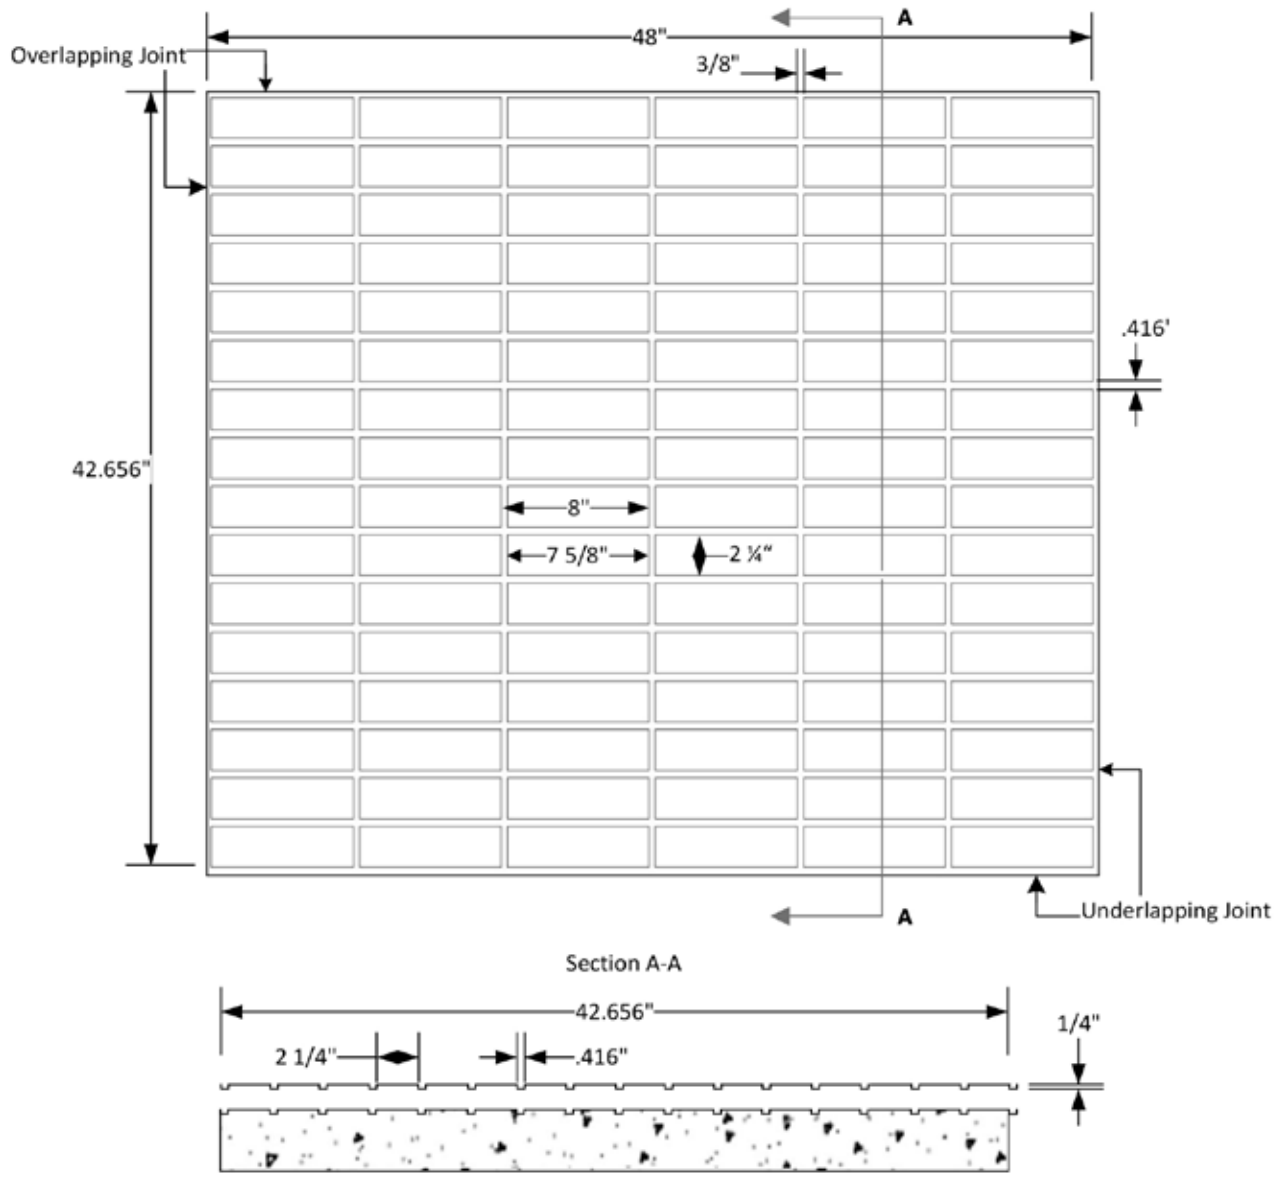 A
48"
Overlapping Joint
3/8"
.416'
42.656"
8"
7 5/8"
2 ¼“
Underlapping Joint
A
Section A-A
42.656"
1/4"
2 1/4"
.416"